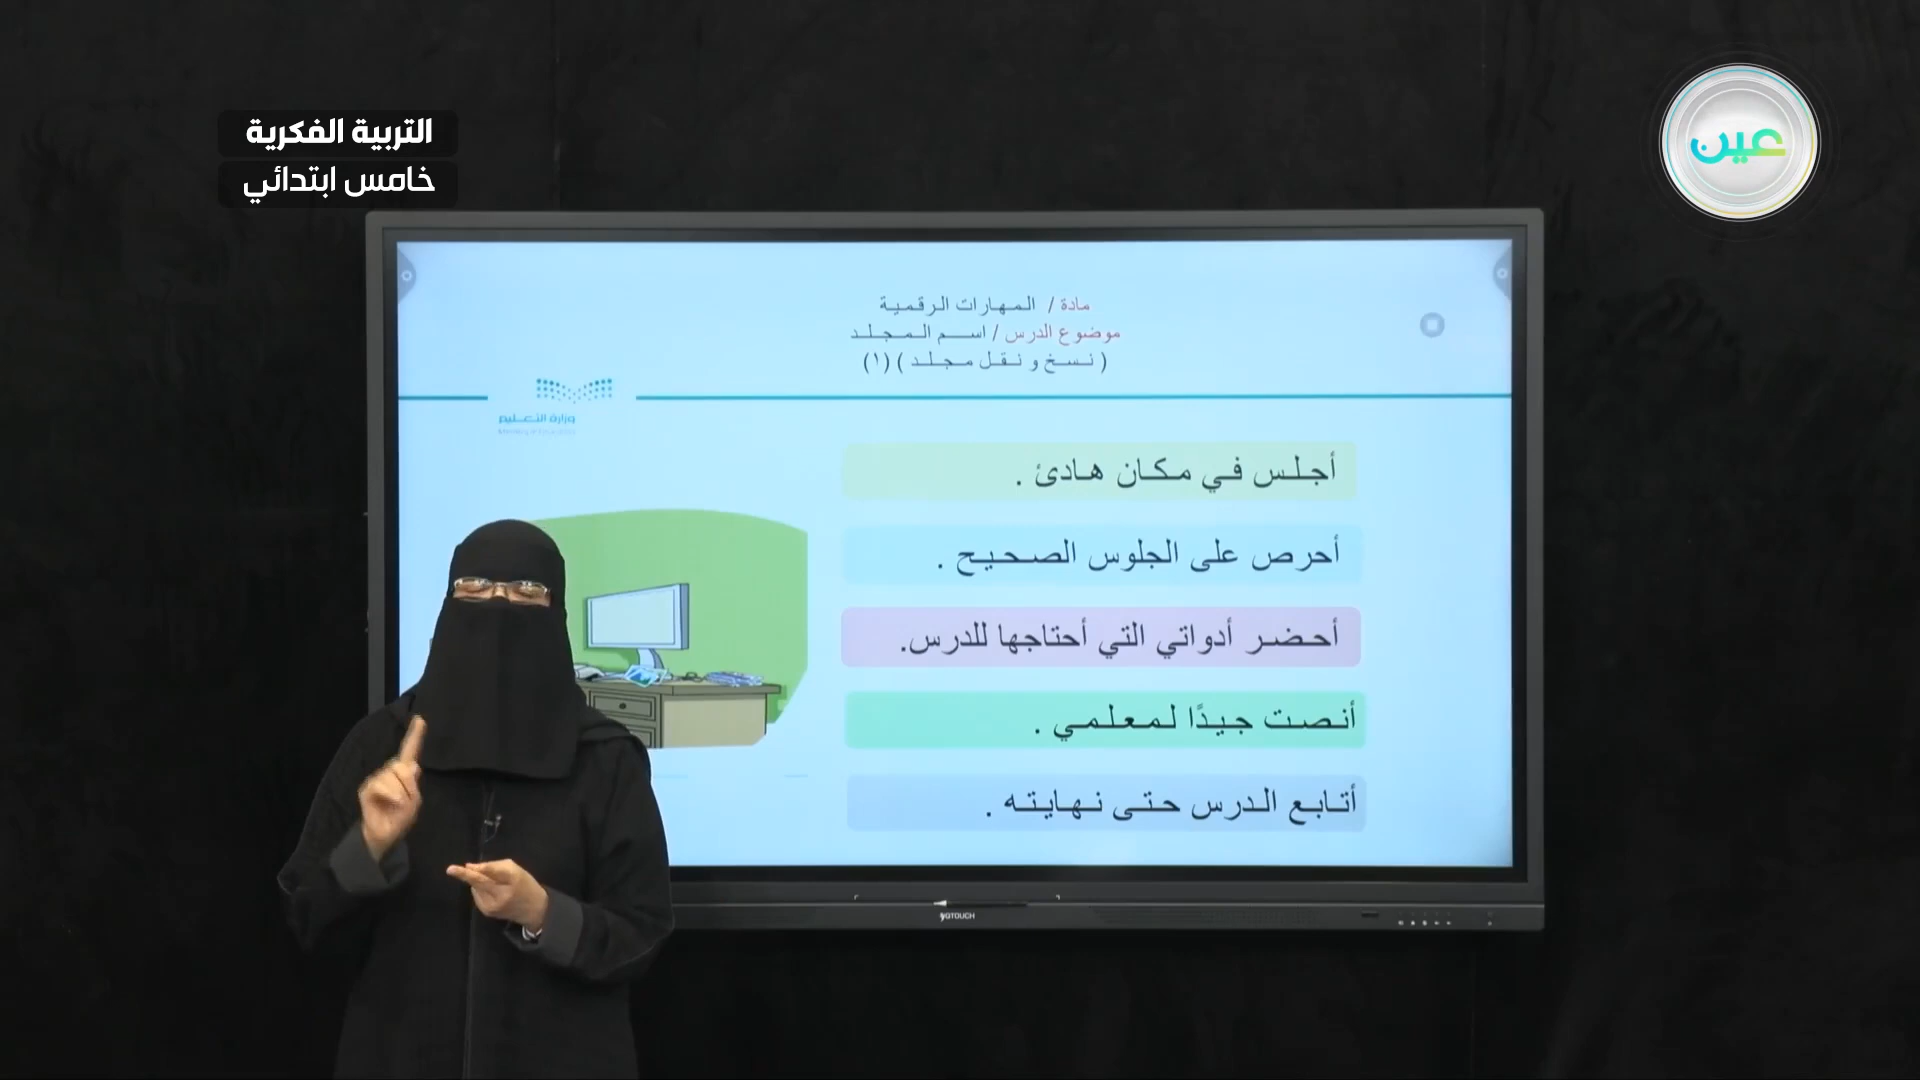 التربية الفكرية
خامس ابتدائي
عين
مادة / المهارات الرقمية
موضوع الدرس / اسم المجلد
( نسخ و نقل مجلد ) (١)
وزارة التعليم
أجلس في مكان هادئ .
أحرص على الجلوس الصحيح .
أحضر أدواتي التي أحتاجها للدرس.
أنصت جيدًا لمعلمي .
أتابع الدرس حتى نهايته .